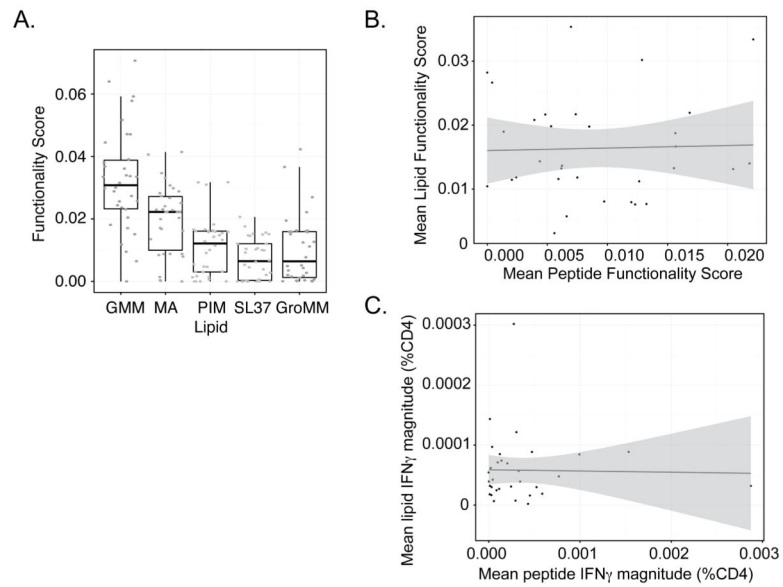 A.
Functionality Score
0.06
0.04
0.02
0.00
GMM MA PIM SL37 GroMM
Lipid
B.
Mean Lipid Functionality Score
0.03
0.01
0.01
0
0.000 0.005 0.010 0.015 0.020
Mean Peptide Functionality Score
C.
Mean lipid IFNγ magnitude (%CD4)
0.0003
0.0002
0.0001
0
0.000 0.001 0.002 0.003
Mean peptide IFNγ magnitude (%CD4)